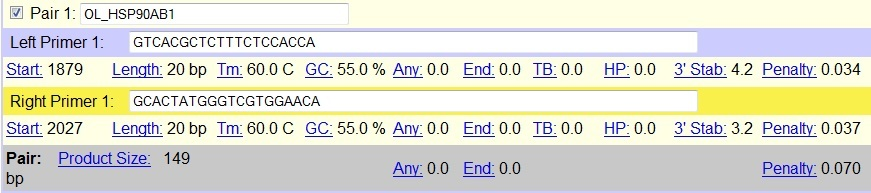 Pair 1: OL_HSP90AB1
Left Primer 1: GTCACGCTCTTTCTCCACCA
Start: 1879 Length: 20 bp Tm: 60.0 C GC: 55.0 % Any: 0.0 End: 0.0 TB: 0.0 HP: 0.0 3' Stab: 4.2 Penalty: 0.034
Right Primer 1: GCACTATGGGTCGTGGAACA
Start: 2027 Length: 20 bp Tm: 60.0 C GC: 55.0 % Any: 0.0 End: 0.0 TB: 0.0 HP: 0.0 3' Stab: 3.2 Penalty: 0.037
Pair: Product Size: 149
bp Any: 0.0 End: 0.0 Penalty: 0.070